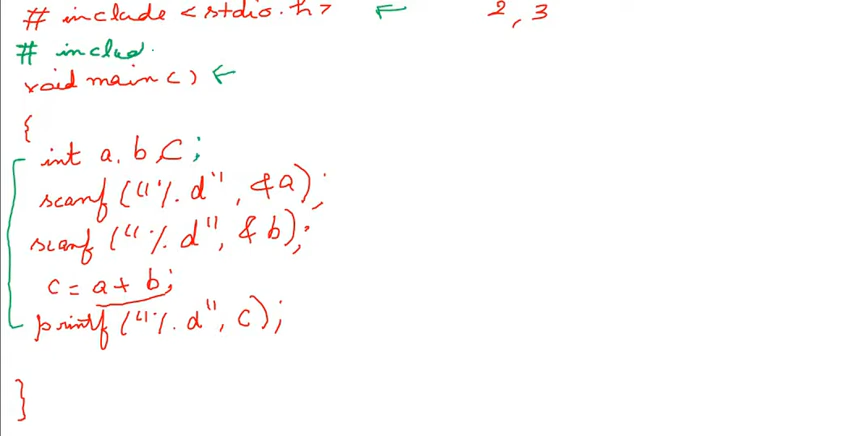 # include <stdio.h> ← 2, 3
# includ.
void main() ←
{
int a, b, c;
scanf ("%d", &a);
scanf ("%d", &b);
c = a + b;
printf ("%d", c);
}